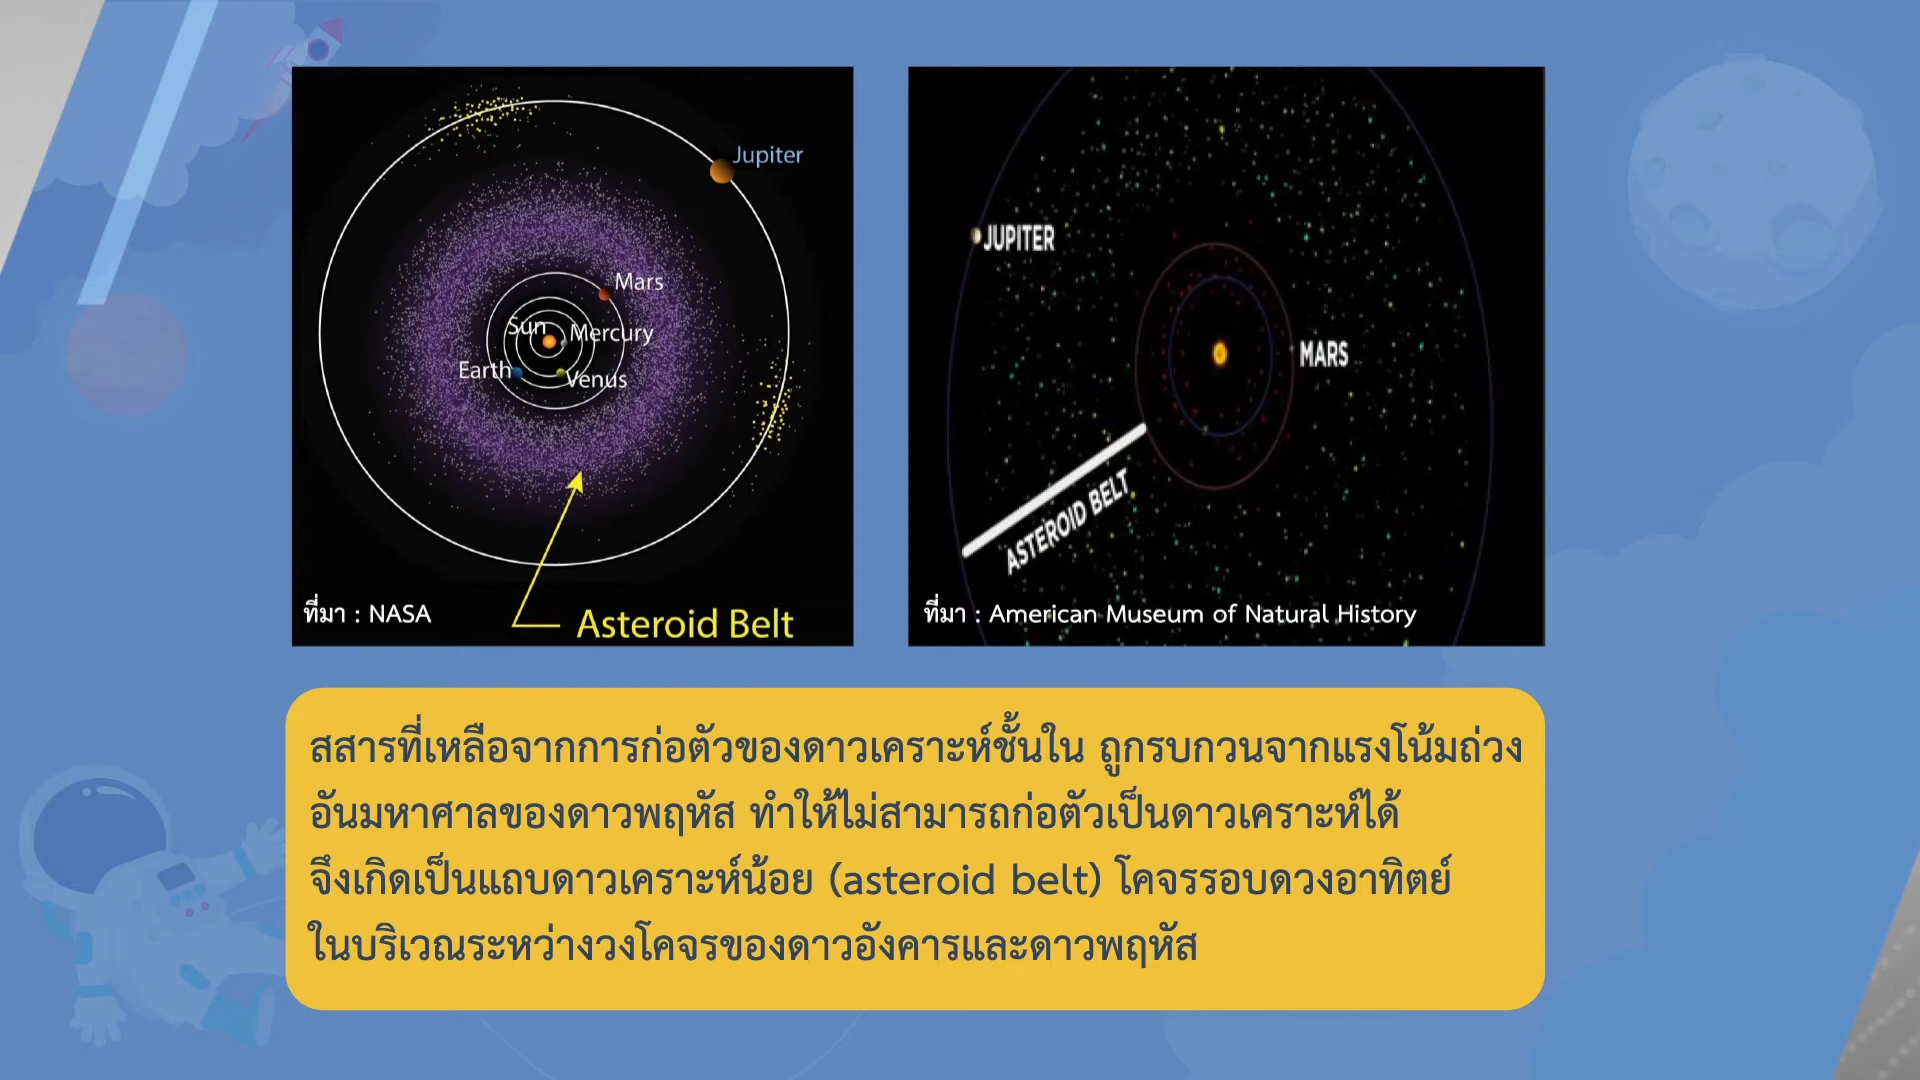 Jupiter
Mars
Sun
Mercury
Earth
Venus
ที่มา : NASA
Asteroid Belt
JUPITER
MARS
ASTEROID BELT
ที่มา : American Museum of Natural History
สสารที่เหลือจากการก่อตัวของดาวเคราะห์ชั้นใน ถูกรบกวนจากแรงโน้มถ่วง
อันมหาศาลของดาวพฤหัส ทำให้ไม่สามารถก่อตัวเป็นดาวเคราะห์ได้
จึงเกิดเป็นแถบดาวเคราะห์น้อย (asteroid belt) โคจรรอบดวงอาทิตย์
ในบริเวณระหว่างวงโคจรของดาวอังคารและดาวพฤหัส